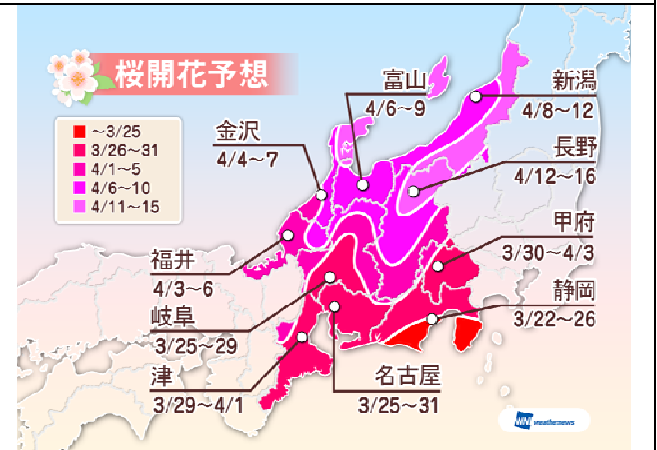 桜開花予想
～3/25
3/26～31
4/1～5
4/6～10
4/11～15
富山
4/6～9
新潟
4/8～12
金沢
4/4～7
長野
4/12～16
甲府
3/30～4/3
福井
4/3～6
静岡
3/22～26
岐阜
3/25～29
津
3/29～4/1
名古屋
3/25～31
WNI weathernews